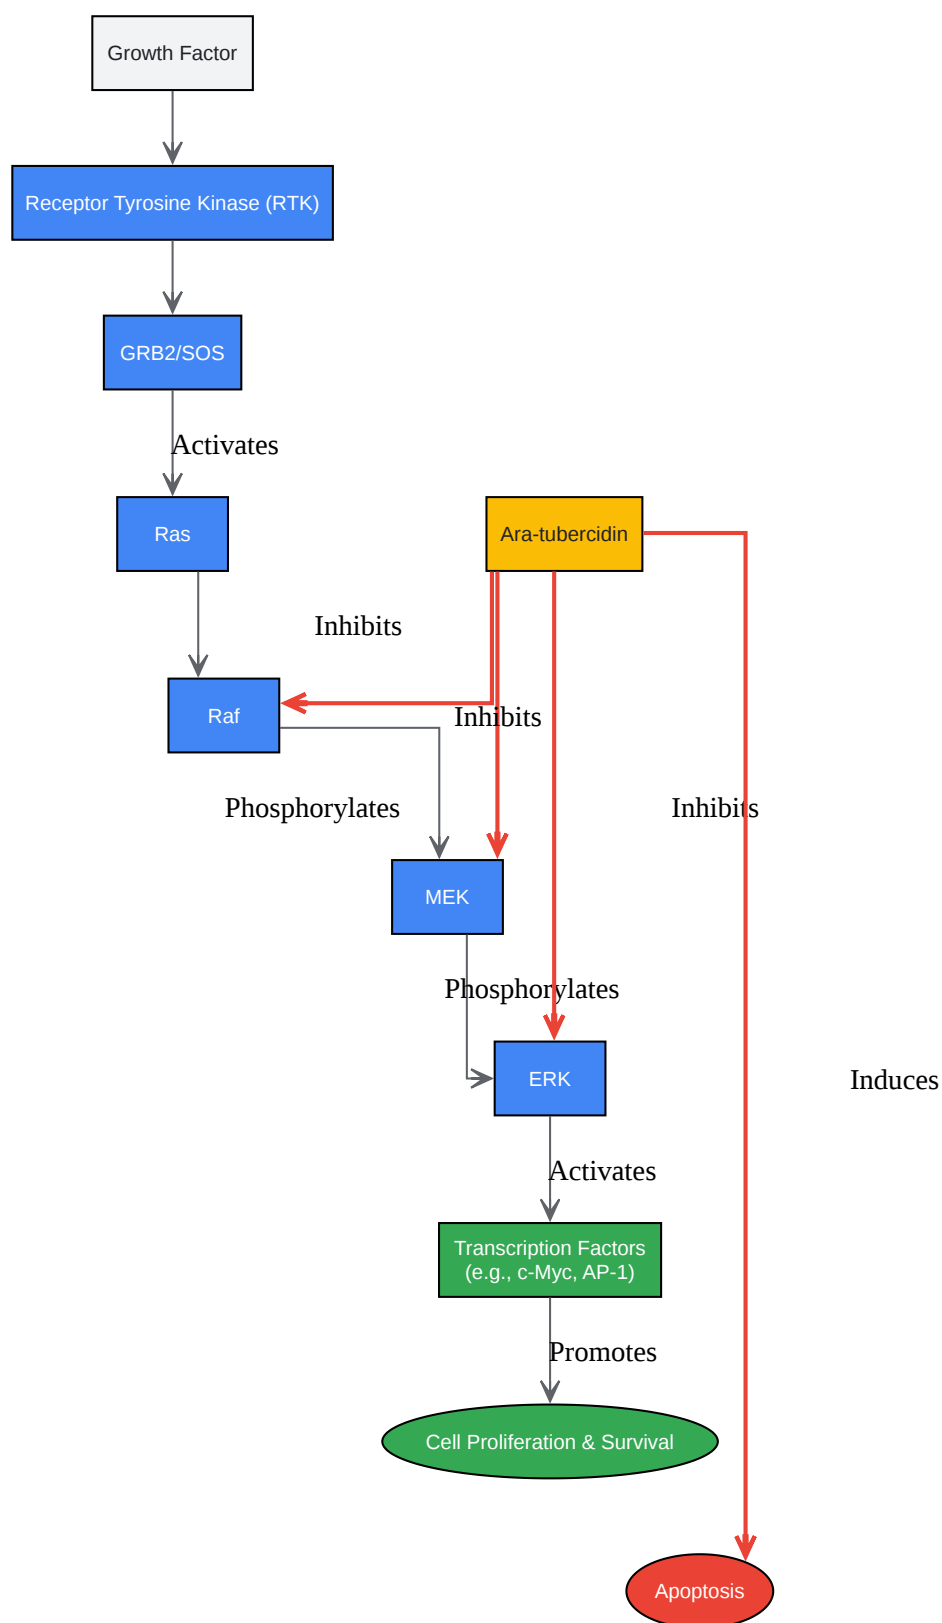 Growth Factor
Receptor Tyrosine Kinase (RTK)
GRB2/SOS
Activates
Ras
Ara-tubercidin
Inhibits
Raf
Inhibits
Phosphorylates
Inhibits
MEK
Phosphorylates
ERK
Induces
Activates
Transcription Factors
(e.g., c-Myc, AP-1)
Promotes
Cell Proliferation & Survival
Apoptosis